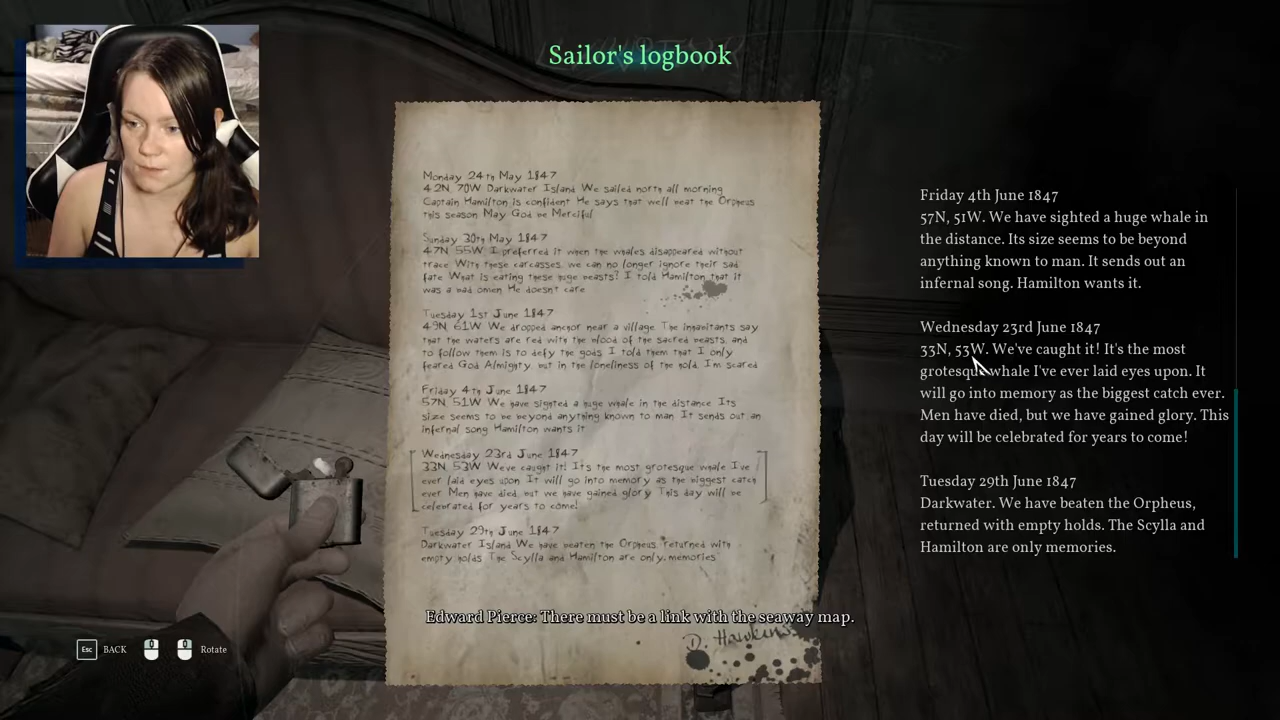 Sailor's logbook
Monday 24th May 1847
42N 70W Darkwater Island We sailed north all morning
Captain Hamilton is confident He says that well beat the Orpheus
this season May God be Merciful
Sunday 30th May 1847
47N 55W I preferred it when the whales disappeared without
trace With these carcasses we can no longer ignore their sad
fate What is eating these huge beasts? I told Hamilton that it
was a bad omen He doesnt care
Tuesday 1st June 1847
49N 61W We dropped anchor near a village The inhabitants say
that the waters are red with the blood of the sacred beasts and
to follow them is to defy the gods I told them that I only
feared God Almighty but in the loneliness of the hold Im scared
Friday 4th June 1847
57N 51W We have sighted a huge whale in the distance Its
size seems to be beyond anything known to man It sends out an
infernal song Hamilton wants it
Wednesday 23rd June 1847
33N 53W Weve caught it! Its the most grotesque whale Ive
ever laid eyes upon It will go into memory as the biggest catch
ever Men have died but we have gained glory This day will be
celebrated for years to come!
Tuesday 29th June 1847
Darkwater Island We have beaten the Orpheus returned with
empty holds The Scylla and Hamilton are only memories
D. Hawkins
Friday 4th June 1847
57N, 51W. We have sighted a huge whale in
the distance. Its size seems to be beyond
anything known to man. It sends out an
infernal song. Hamilton wants it.
Wednesday 23rd June 1847
33N, 53W. We've caught it! It's the most
grotesque whale I've ever laid eyes upon. It
will go into memory as the biggest catch ever.
Men have died, but we have gained glory. This
day will be celebrated for years to come!
Tuesday 29th June 1847
Darkwater. We have beaten the Orpheus,
returned with empty holds. The Scylla and
Hamilton are only memories.
Edward Pierce: There must be a link with the seaway map.
Esc BACK Rotate